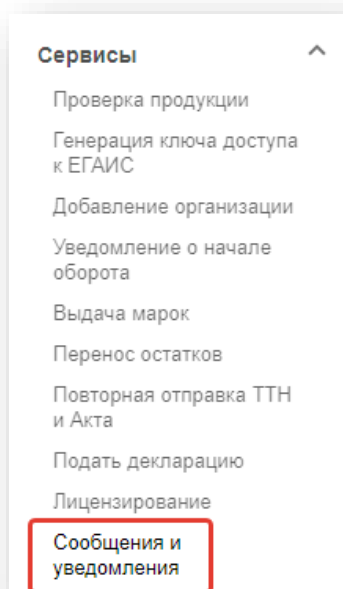 Сервисы
Проверка продукции
Генерация ключа доступа
к ЕГАИС
Добавление организации
Уведомление о начале
оборота
Выдача марок
Перенос остатков
Повторная отправка ТТН
и Акта
Подать декларацию
Лицензирование
Сообщения и
уведомления